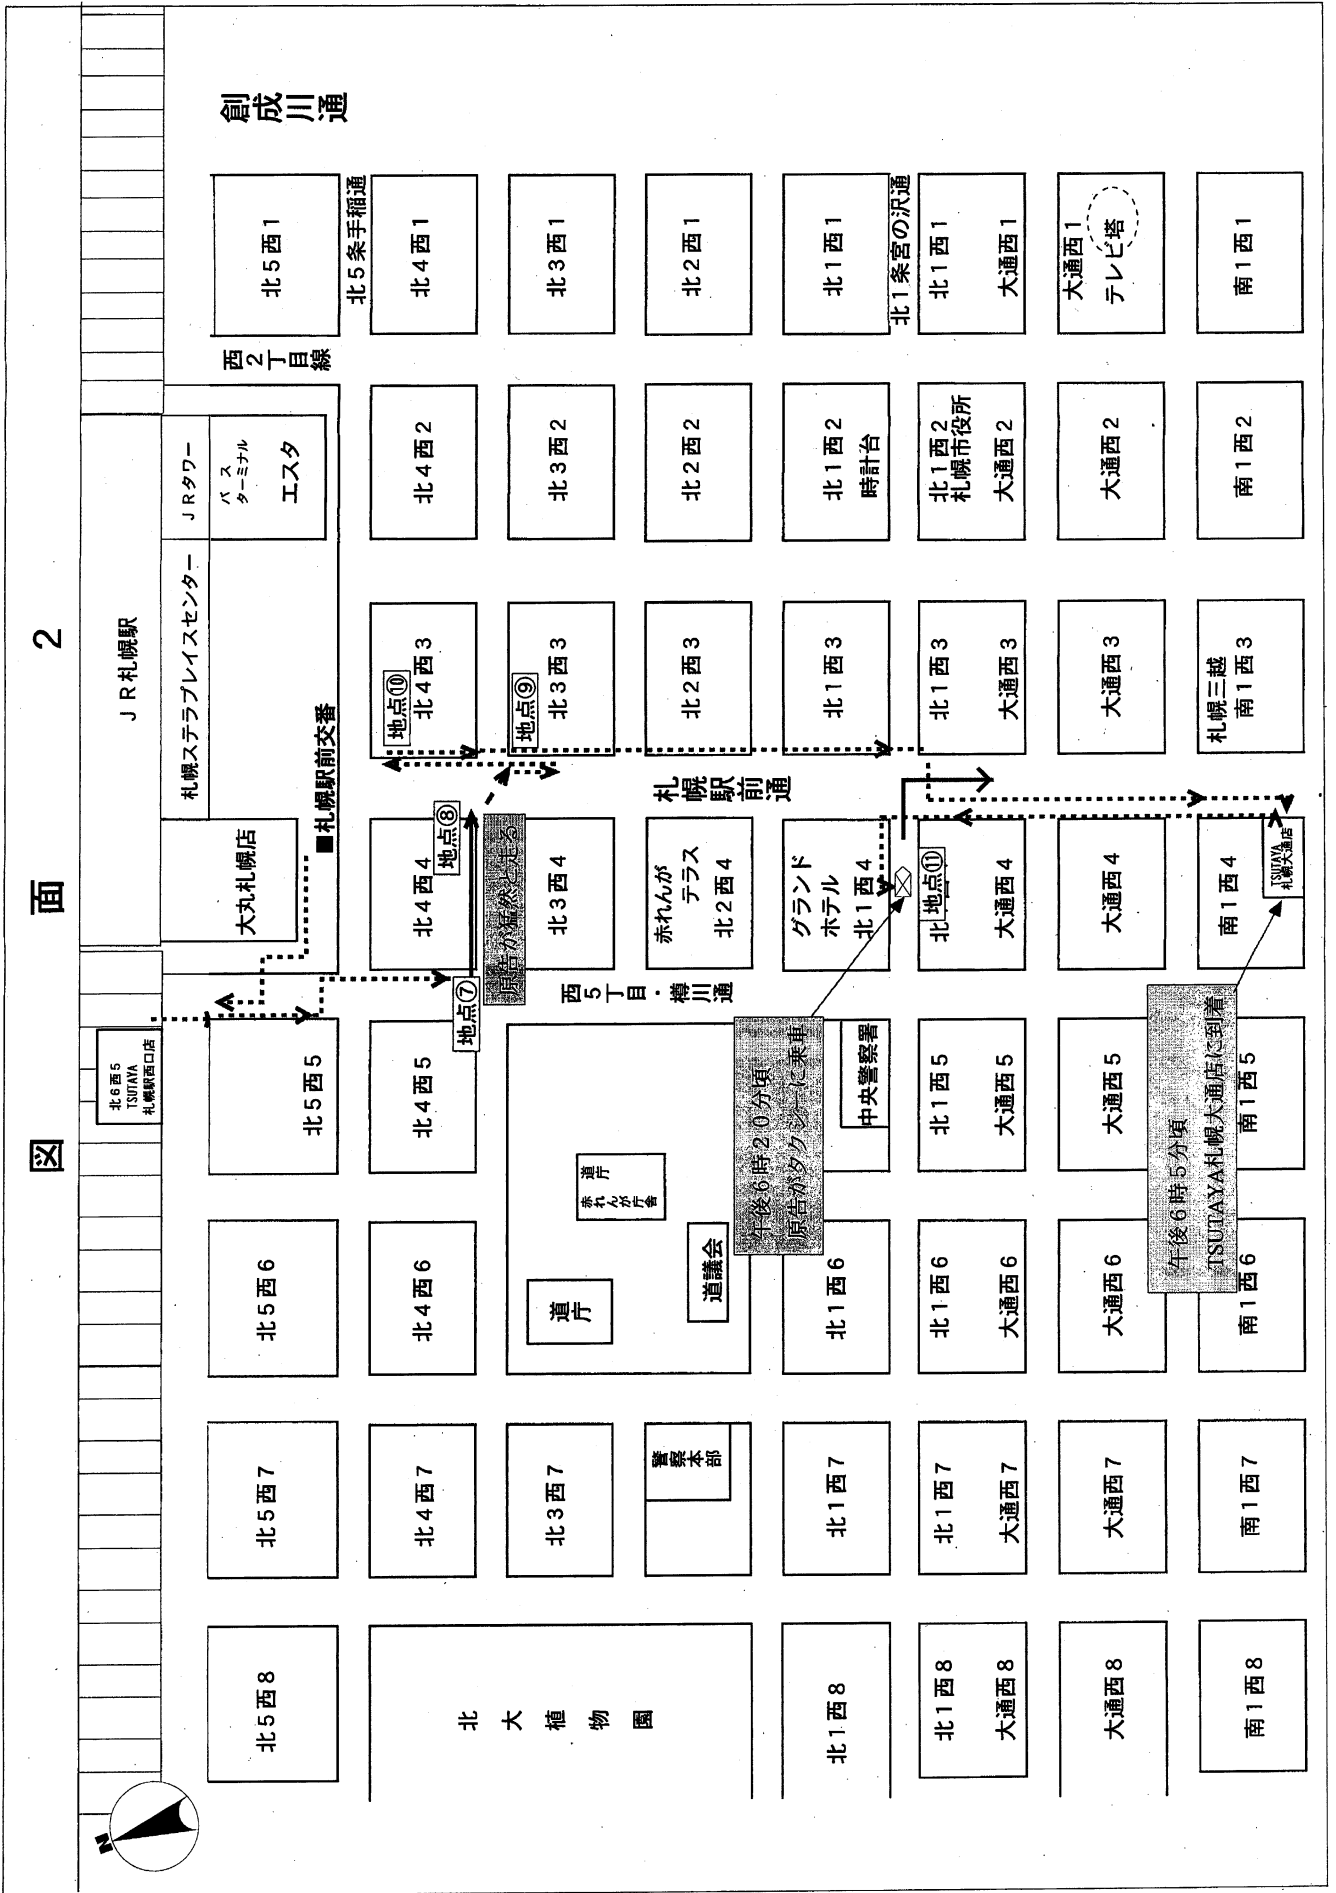 図面2
JR札幌駅
北6西5
TSUTAYA
札幌駅西口店
大丸札幌店
札幌ステラプレイスセンター
JRタワー
バス
ターミナル
エスタ
■札幌駅前交番
西2丁目線
創成川通
北5西8
北5西7
北5西6
北5西5
北5西1
北5条手稲通
北大植物園
北4西7
北4西6
北4西5
地点⑦
北4西4
地点⑧
地点⑩
北4西3
北4西2
北4西1
原告が猛然と走る
北3西7
道庁
道庁
赤れんが庁舎
西5丁目・樽川通
北3西4
地点⑨
北3西3
北3西2
北3西1
警察本部
道議会
赤れんが
テラス
北2西4
札幌駅前通
北2西3
北2西2
北2西1
午後6時20分頃
原告がタクシーに乗車
北1西8
北1西7
北1西6
中央警察署
グランド
ホテル
北1西4
北1西3
北1西2
時計台
北1西1
北1条宮の沢通
北1西8
大通西8
北1西7
大通西7
北1西6
大通西6
北1西5
大通西5
地点⑪
北
大通西4
北1西3
大通西3
北1西2
札幌市役所
大通西2
北1西1
大通西1
大通西8
大通西7
大通西6
大通西5
大通西4
大通西3
大通西2
大通西1
テレビ塔
午後6時5分頃
TSUTAYA札幌大通店に到着
南1西8
南1西7
南1西6
南1西5
南1西4
TSUTAYA
札幌大通店
札幌三越
南1西3
南1西2
南1西1
N